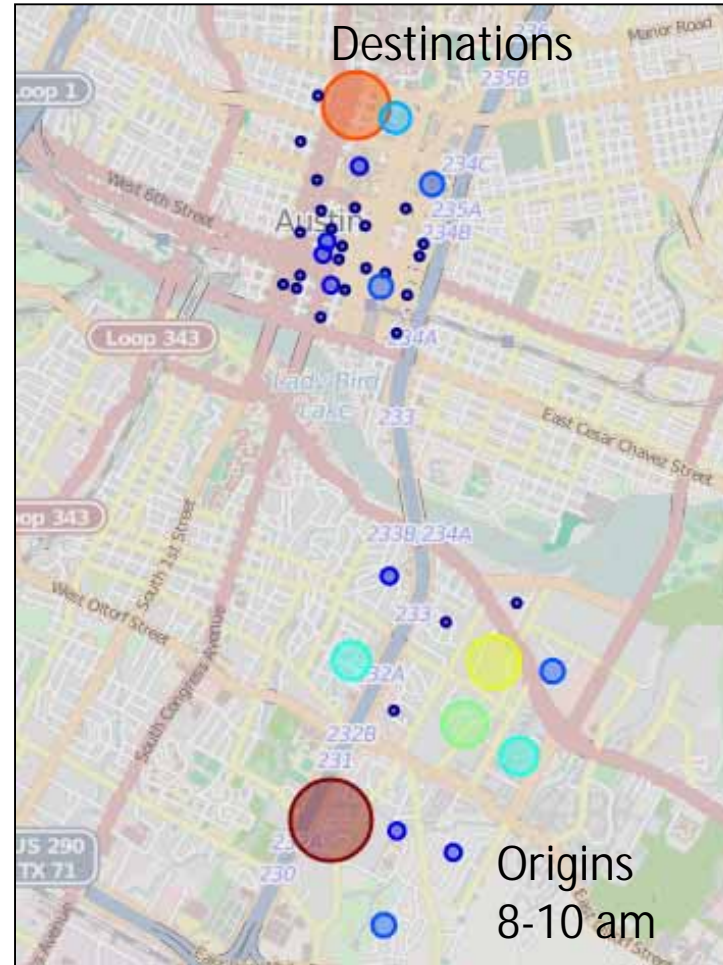 Destinations
Manor Road
235B
Loop 1
234C
West 6th Street
235A
Austin
234B
Loop 343
234A
Lady Bird
Lake
233
East Cesar Chavez Street
Loop 343
South 1st Street
233B 234A
West Oltorf Street
233
South Congress Avenue
232A
232B
231
US 290
TX 71
230
Origins
8-10 am